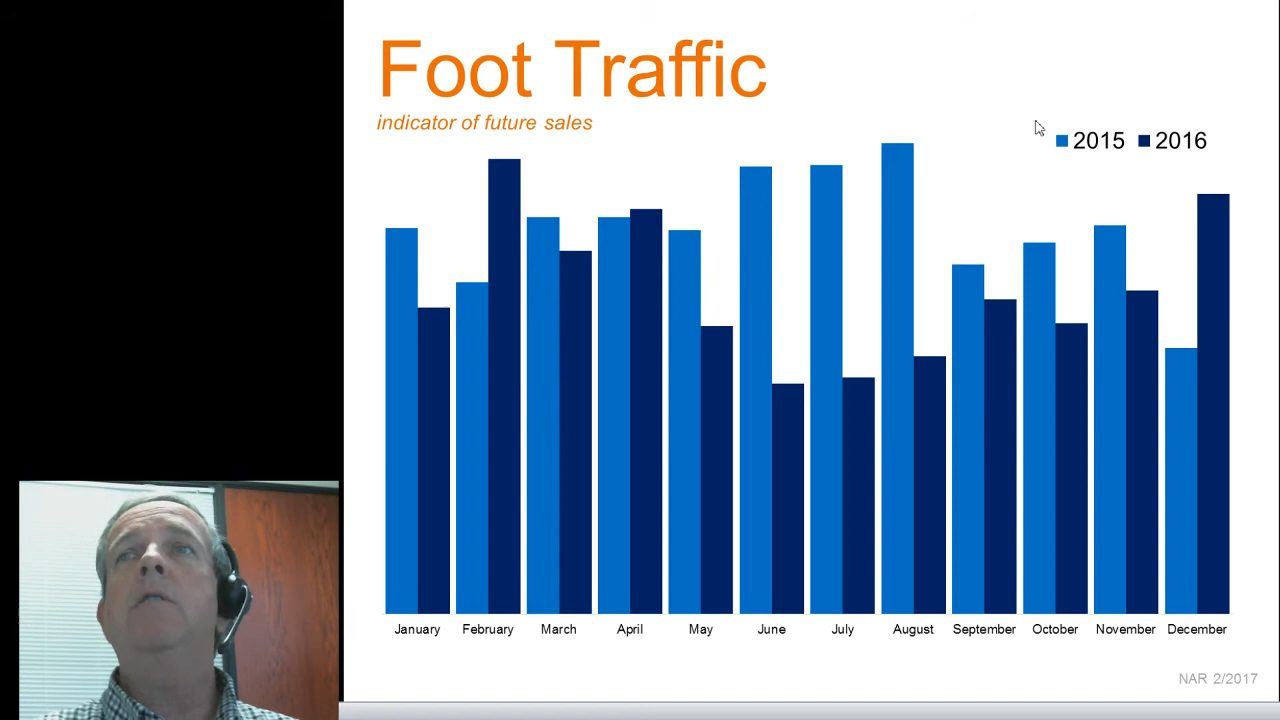 Foot Traffic
indicator of future sales
2015 2016
January February March April May June July August September October November December
NAR 2/2017